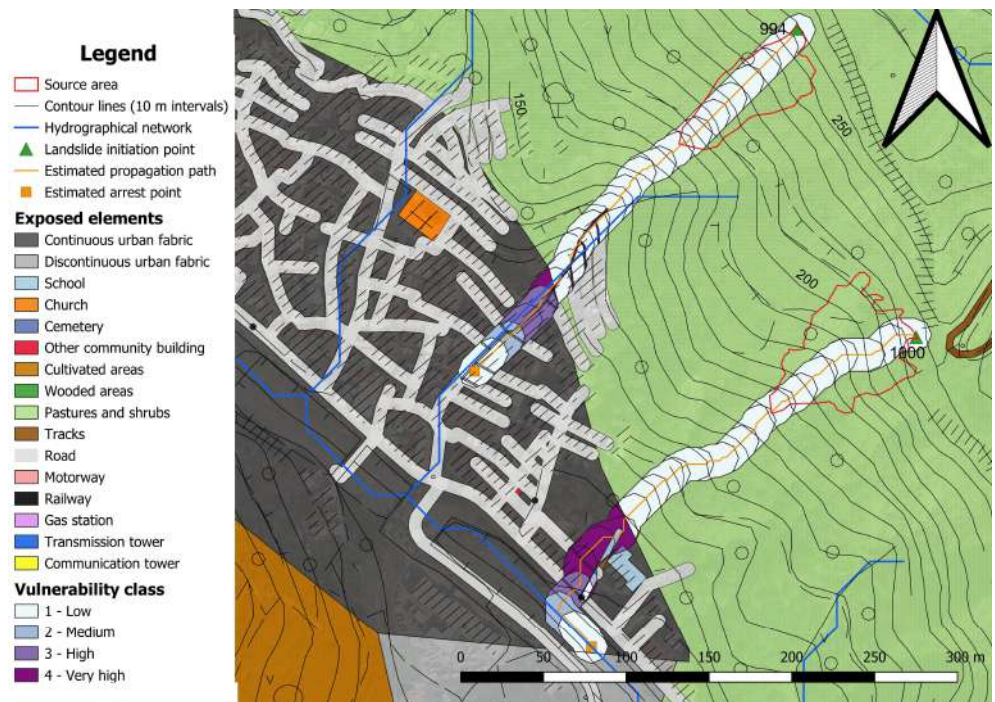 Legend
Source area
Contour lines (10 m intervals)
Hydrographical network
Landslide initiation point
Estimated propagation path
Estimated arrest point
Exposed elements
Continuous urban fabric
Discontinuous urban fabric
School
Church
Cemetery
Other community building
Cultivated areas
Wooded areas
Pastures and shrubs
Tracks
Road
Motorway
Railway
Gas station
Transmission tower
Communication tower
Vulnerability class
1 - Low
2 - Medium
3 - High
4 - Very high
994
150
250
200
1000
0 50 100 150 200 250 300 m